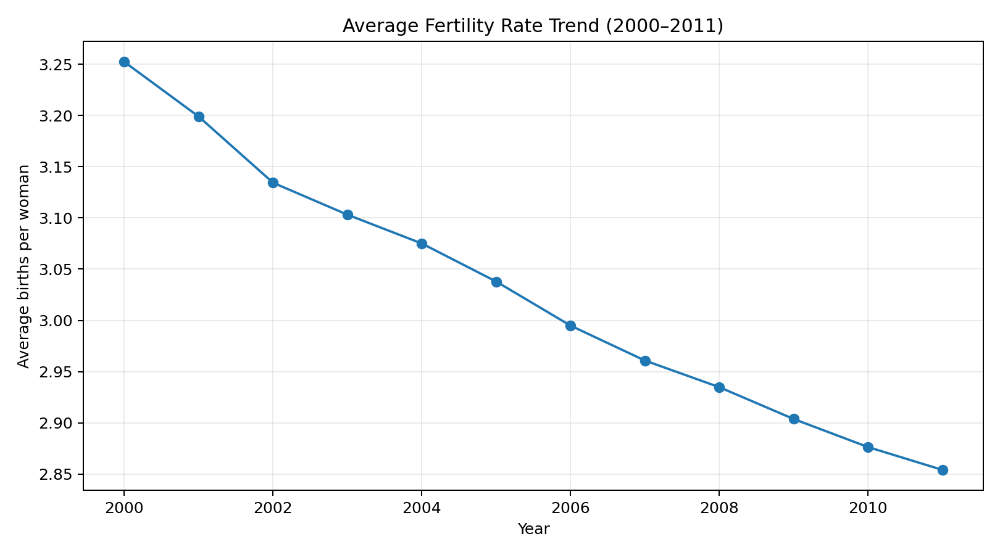 Average Fertility Rate Trend (2000–2011)
Average births per woman
3.25
3.20
3.15
3.10
3.05
3.00
2.95
2.90
2.85
2000 2002 2004 2006 2008 2010
Year